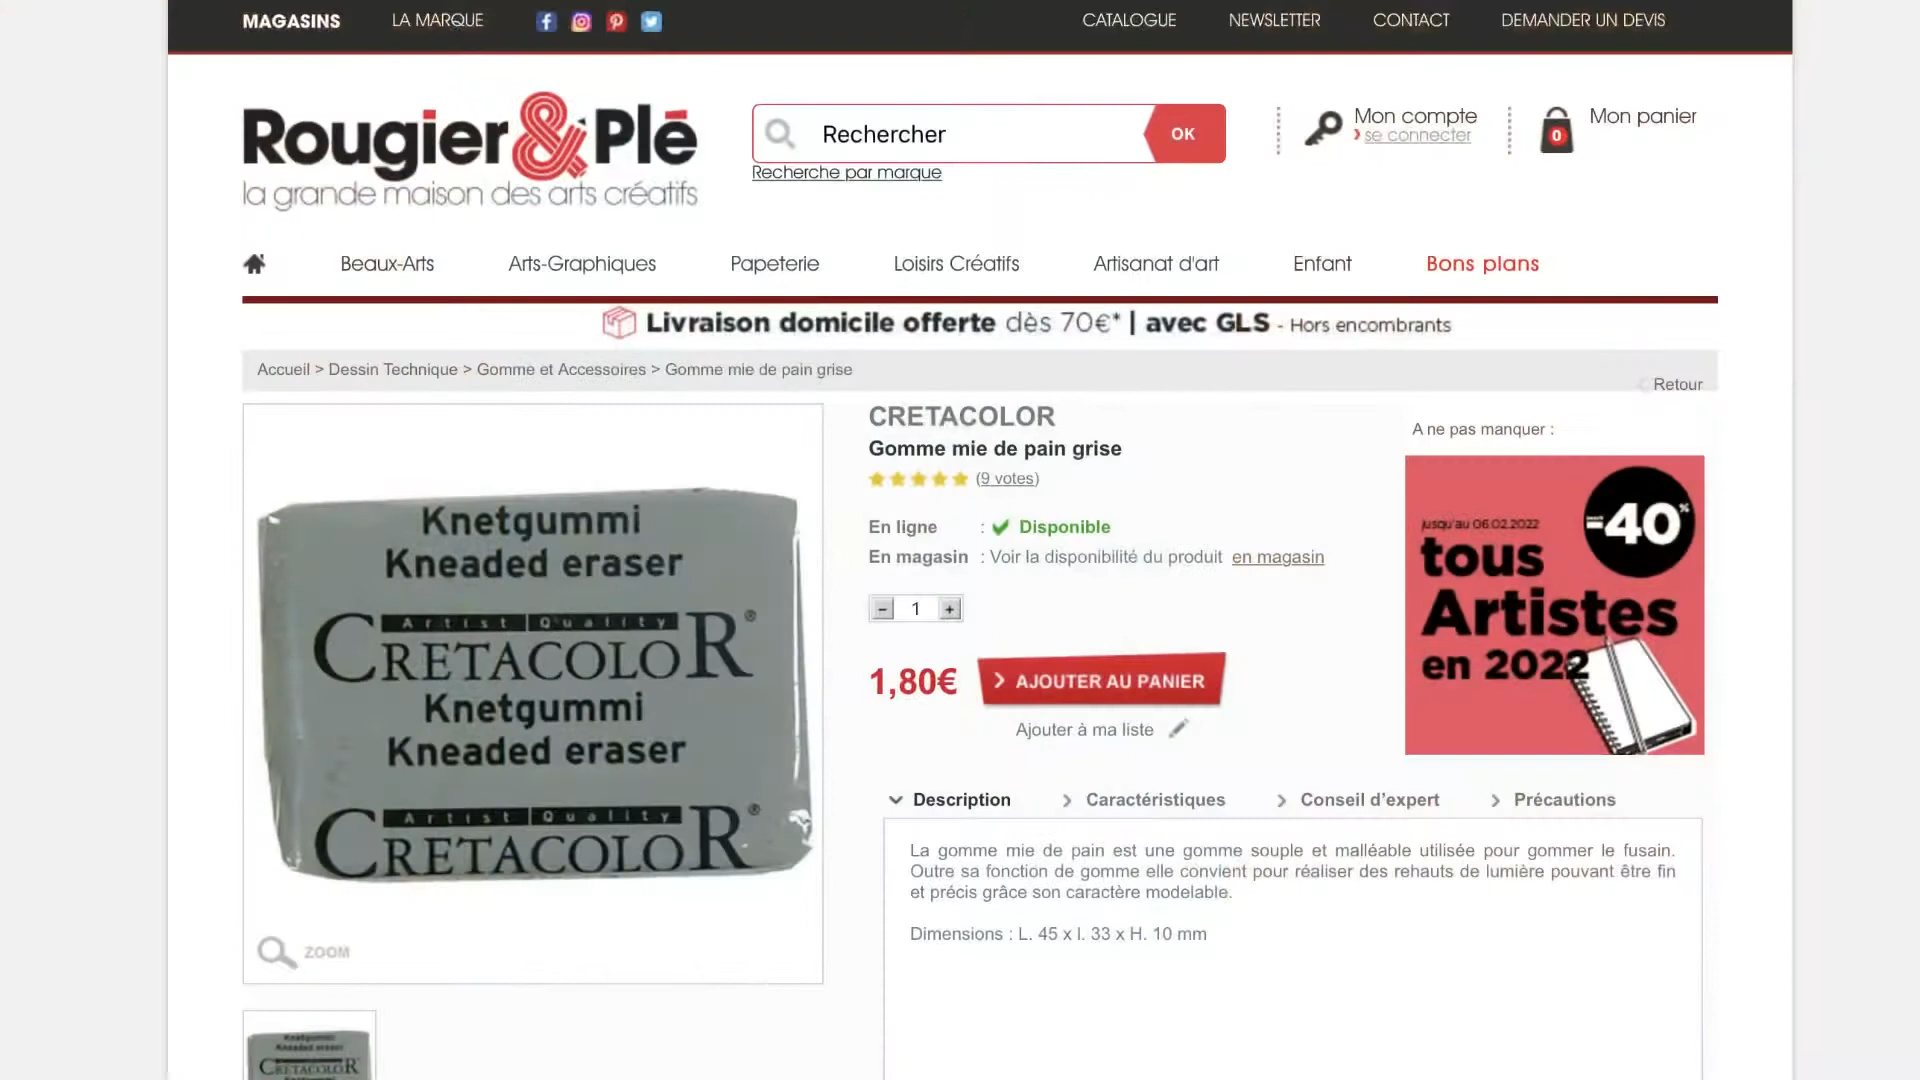 MAGASINS LA MARQUE CATALOGUE NEWSLETTER CONTACT DEMANDER UN DEVIS
Rougier&Plé
la grande maison des arts créatifs
Rechercher OK
Recherche par marque
Mon compte
se connecter
0
Mon panier
Beaux-Arts Arts-Graphiques Papeterie Loisirs Créatifs Artisanat d'art Enfant Bons plans
Livraison domicile offerte dès 70€* | avec GLS - Hors encombrants
Accueil > Dessin Technique > Gomme et Accessoires > Gomme mie de pain grise
Retour
Knetgummi
Kneaded eraser
Artist Quality
CRETACOLOR®
Knetgummi
Kneaded eraser
Artist Quality
CRETACOLOR®
ZOOM
Knetgummi
Kneaded eraser
CRETACOLOR
CRETACOLOR
Gomme mie de pain grise
(9 votes)
En ligne : Disponible
En magasin : Voir la disponibilité du produit en magasin
- 1 +
1,80€ AJOUTER AU PANIER
Ajouter à ma liste
A ne pas manquer :
-40%
jusqu'au 06.02.2022
tous
Artistes
en 2022
Description Caractéristiques Conseil d'expert Précautions
La gomme mie de pain est une gomme souple et malléable utilisée pour gommer le fusain.
Outre sa fonction de gomme elle convient pour réaliser des rehauts de lumière pouvant être fin
et précis grâce son caractère modelable.
Dimensions : L. 45 x l. 33 x H. 10 mm